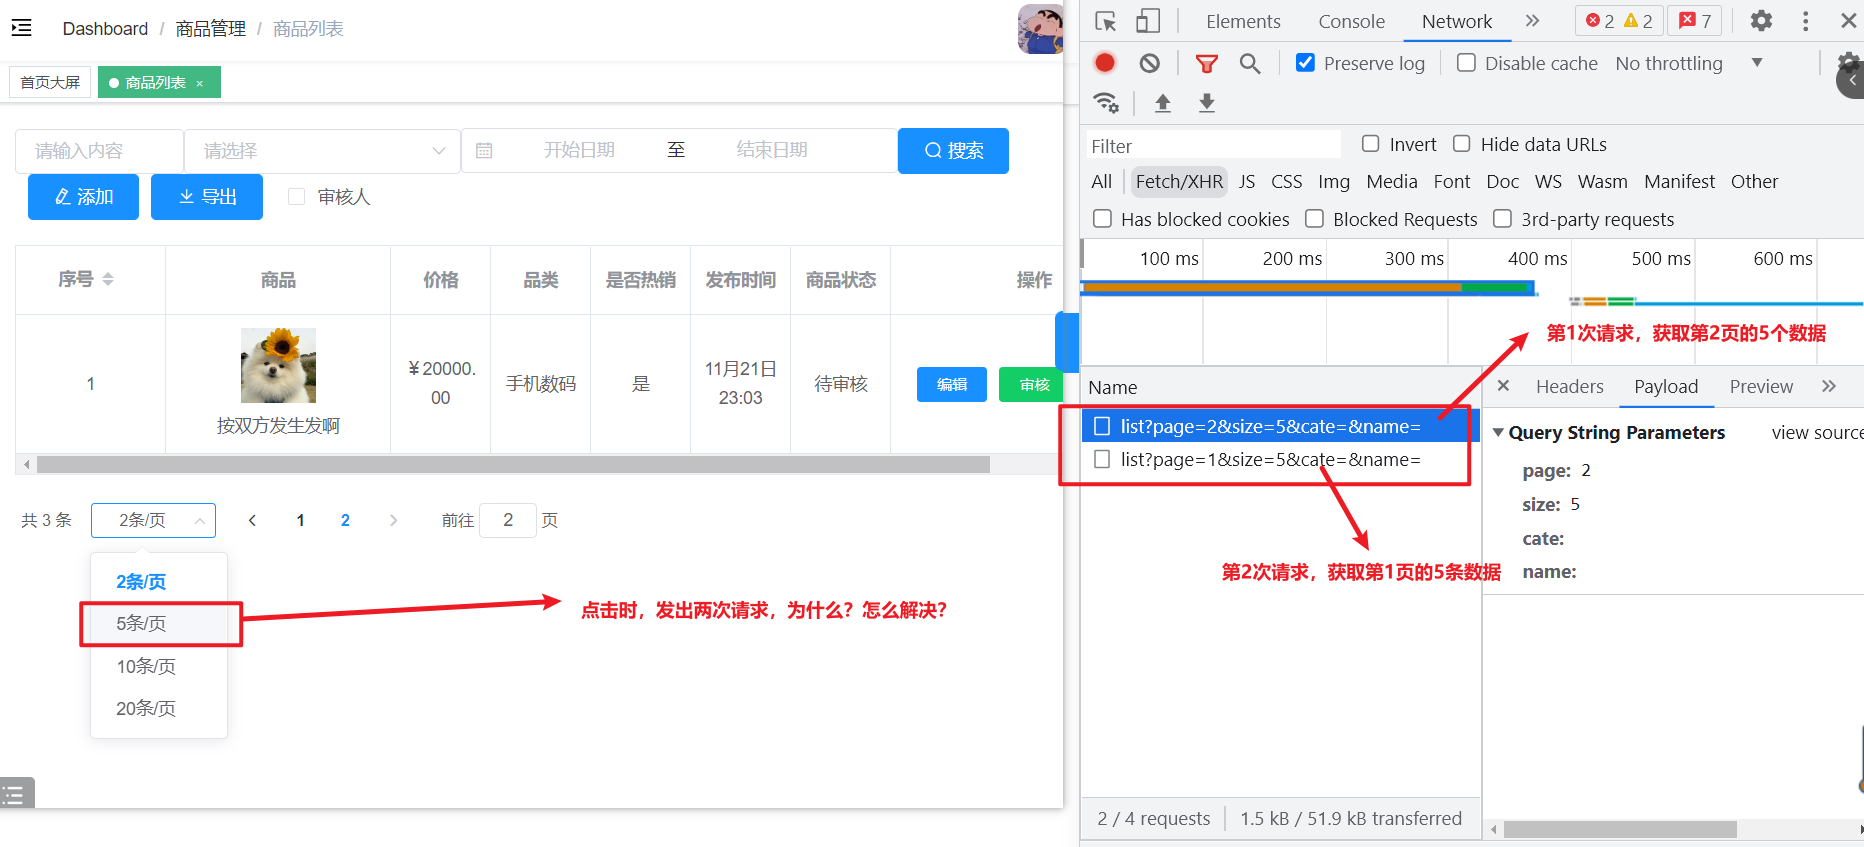 Dashboard / 商品管理 / 商品列表
首页大屏
商品列表 ×
请输入内容
请选择
开始日期 至 结束日期
搜索
添加
导出
审核人
序号 商品 价格 品类 是否热销 发布时间 商品状态 操作
1
按双方发生发啊
￥20000.
00
手机数码
是
11月21日
23:03
待审核
编辑
审核
共 3 条
2条/页
1
2
前往 2 页
2条/页
5条/页
10条/页
20条/页
点击时，发出两次请求，为什么？怎么解决？
Elements Console Network
2 2 7
Preserve log Disable cache No throttling
Filter
Invert Hide data URLs
All Fetch/XHR JS CSS Img Media Font Doc WS Wasm Manifest Other
Has blocked cookies Blocked Requests 3rd-party requests
100 ms 200 ms 300 ms 400 ms 500 ms 600 ms
第1次请求，获取第2页的5个数据
Name
list?page=2&size=5&cate=&name=
list?page=1&size=5&cate=&name=
第2次请求，获取第1页的5条数据
Headers Payload Preview
Query String Parameters view source
page: 2
size: 5
cate:
name:
2 / 4 requests 1.5 kB / 51.9 kB transferred